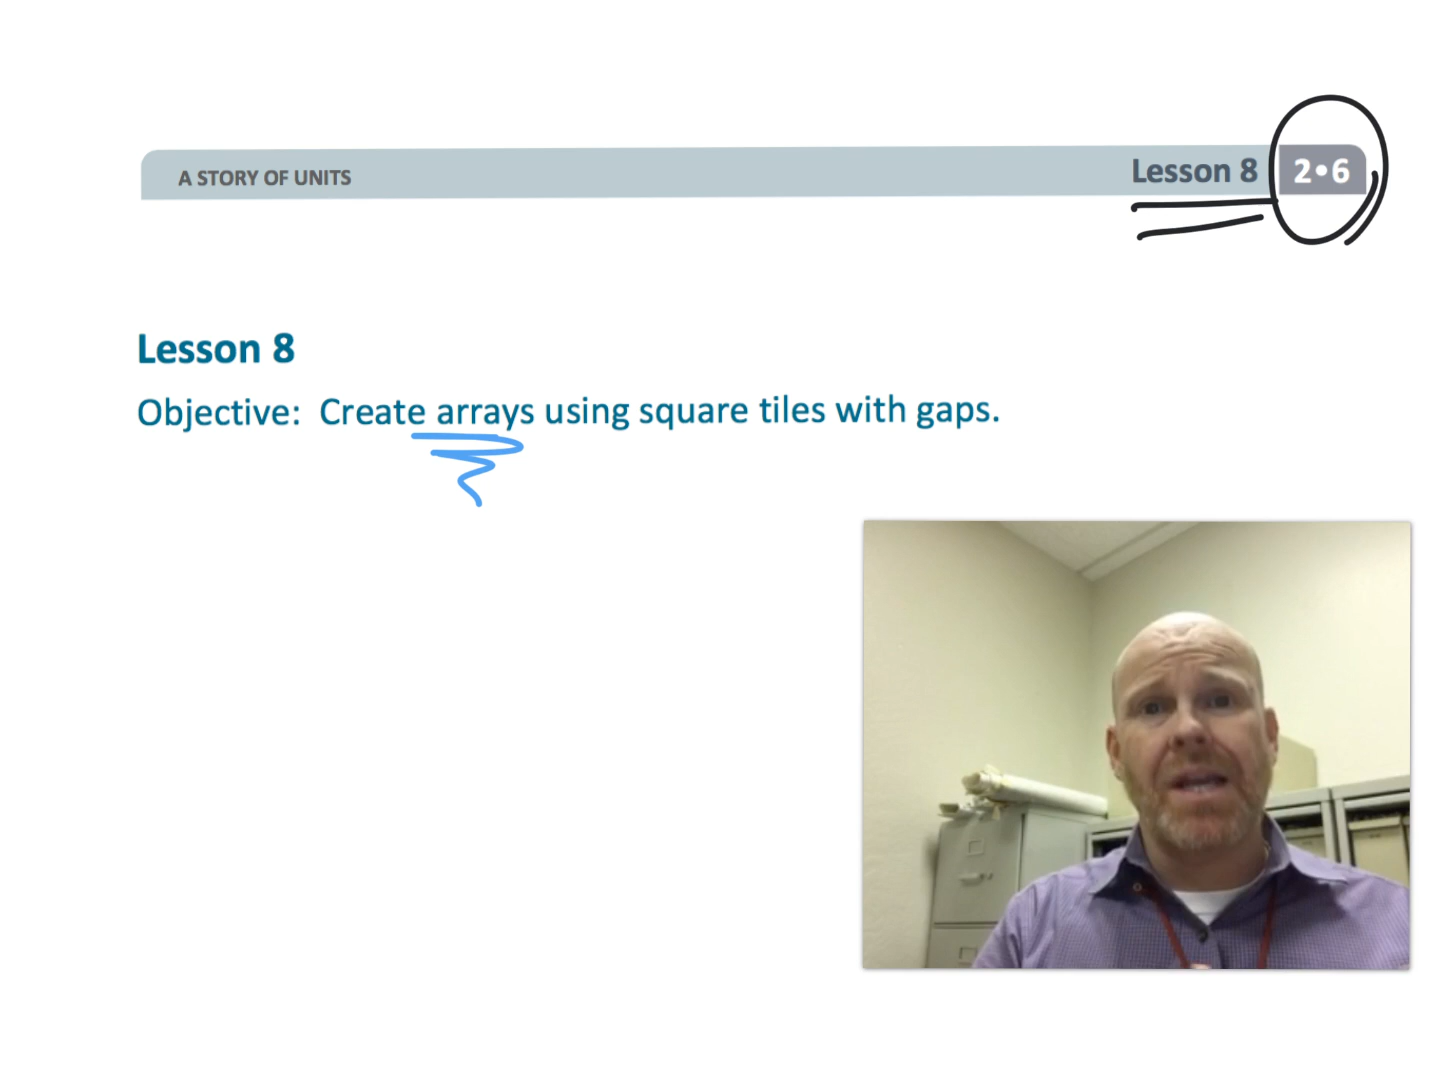 A STORY OF UNITS
Lesson 8 2•6
Lesson 8
Objective: Create arrays using square tiles with gaps.